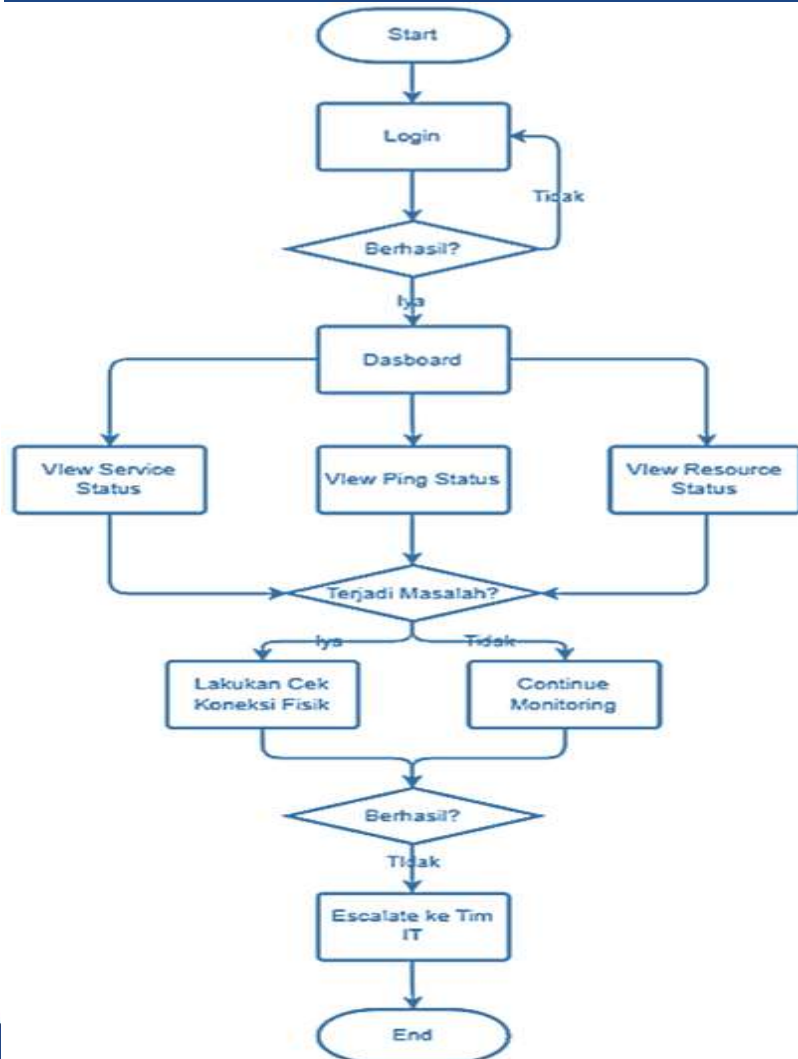 Start
Login
Tidak
Berhasil?
Iya
Dasboard
VIew Service
Status
VIew Ping Status
VIew Resource
Status
Terjadi Masalah?
Iya
Tidak
Lakukan Cek
Koneksi Fisik
Continue
Monitoring
Berhasil?
TIdak
Escalate ke Tim
IT
End